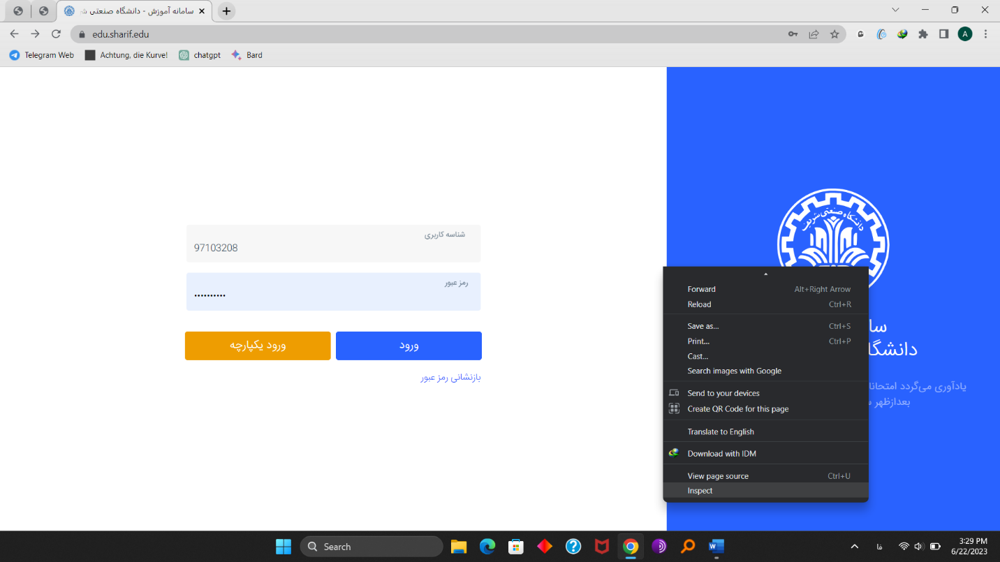 سامانه آموزش - دانشگاه صنعتی شر
edu.sharif.edu
A
Telegram Web
Achtung, die Kurve!
chatgpt
Bard
شناسه کاربری
97103208
رمز عبور
••••••••••
ورود
ورود یکپارچه
بازنشانی رمز عبور
دانشگاه صنعتی شریف
سا
دانشگا
یادآوری می‌گردد امتحانا
بعدازظهر
Forward Alt+Right Arrow
Reload Ctrl+R
Save as... Ctrl+S
Print... Ctrl+P
Cast...
Search images with Google
Send to your devices
Create QR Code for this page
Translate to English
Download with IDM
View page source Ctrl+U
Inspect
Search
W
فا
3:29 PM
6/22/2023